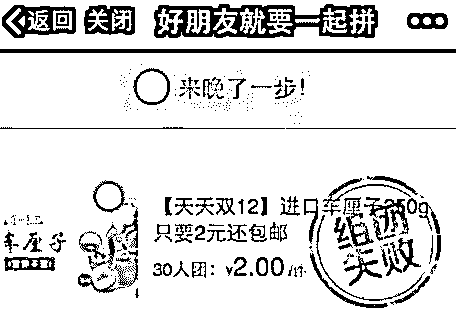 返回 关闭 好朋友就要一起拼
来晚了一步!
【天天双12】进口车厘子250g
只要2元还包邮
30人团:¥2.00/件
车厘子
组团
失败